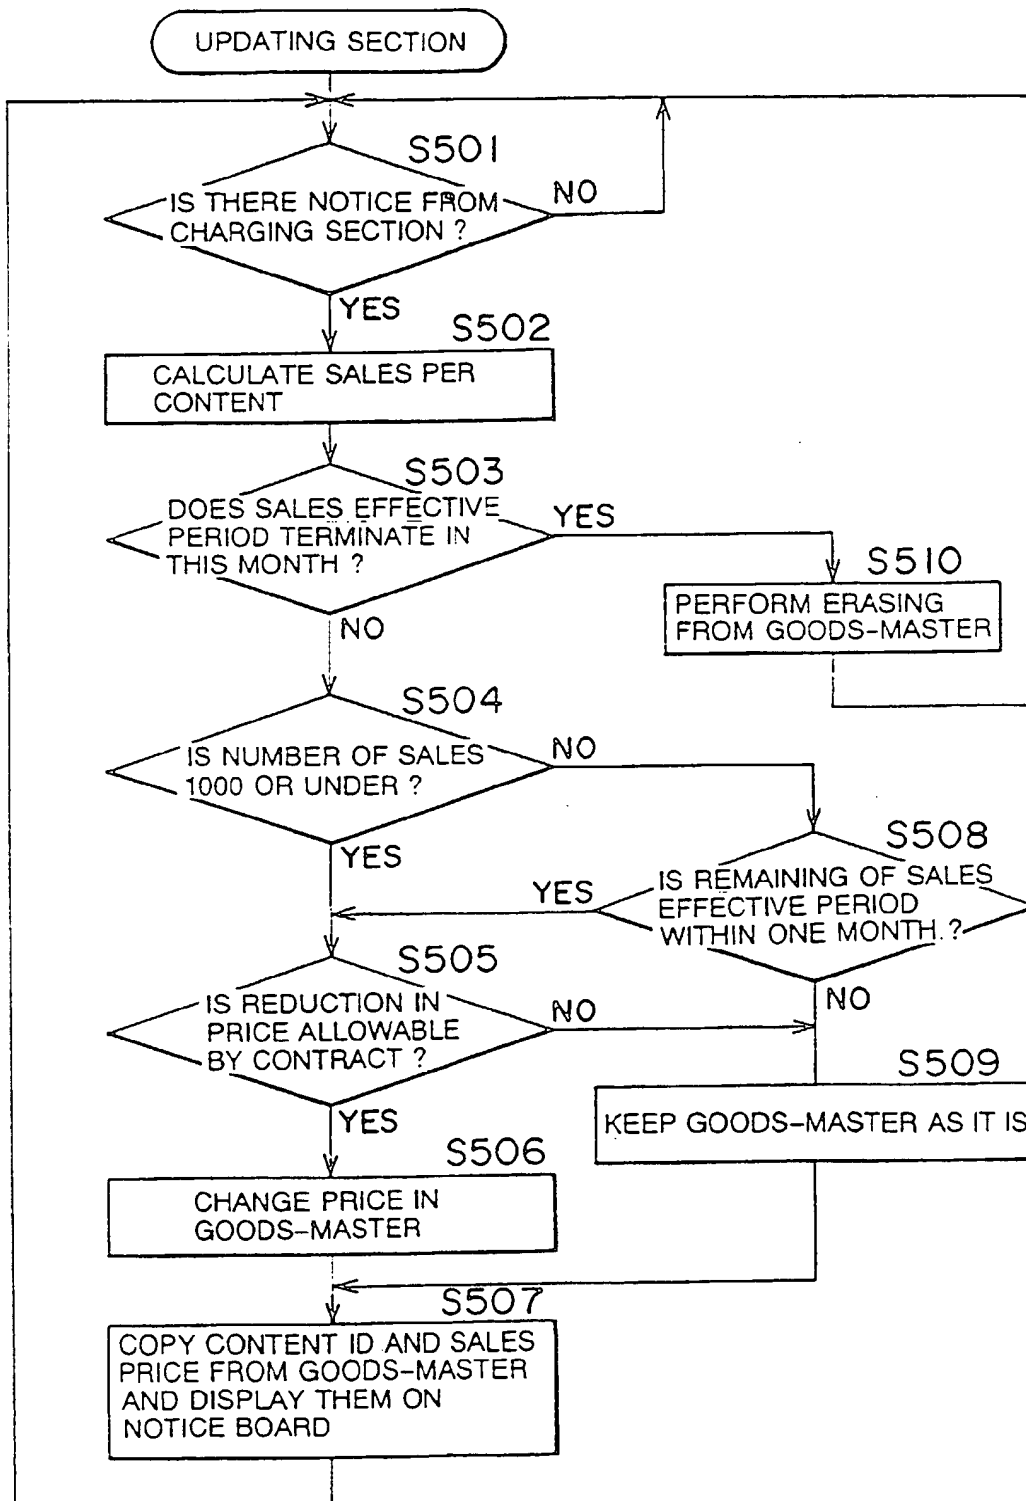 UPDATING SECTION
S501
IS THERE NOTICE FROM
CHARGING SECTION ?
NO
YES
S502
CALCULATE SALES PER
CONTENT
S503
DOES SALES EFFECTIVE
PERIOD TERMINATE IN
THIS MONTH ?
YES
NO
S510
PERFORM ERASING
FROM GOODS-MASTER
S504
IS NUMBER OF SALES
1000 OR UNDER ?
NO
YES
S508
IS REMAINING OF SALES
EFFECTIVE PERIOD
WITHIN ONE MONTH.?
YES
NO
S505
IS REDUCTION IN
PRICE ALLOWABLE
BY CONTRACT ?
NO
YES
S509
KEEP GOODS-MASTER AS IT IS
S506
CHANGE PRICE IN
GOODS-MASTER
S507
COPY CONTENT ID AND SALES
PRICE FROM GOODS-MASTER
AND DISPLAY THEM ON
NOTICE BOARD